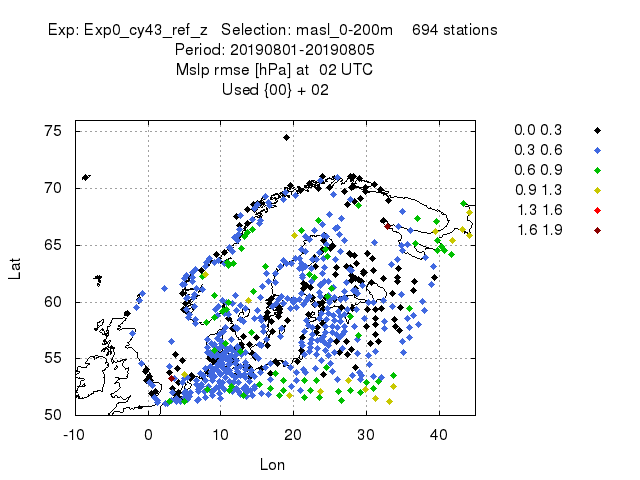 Exp: Exp0_cy43_ref_z   Selection: masl_0-200m    694 stations
Period: 20190801-20190805
Mslp rmse [hPa] at  02 UTC
Used {00} + 02
75
70
65
60
55
50
-10 0 10 20 30 40
Lat
Lon
0.0 0.3
0.3 0.6
0.6 0.9
0.9 1.3
1.3 1.6
1.6 1.9